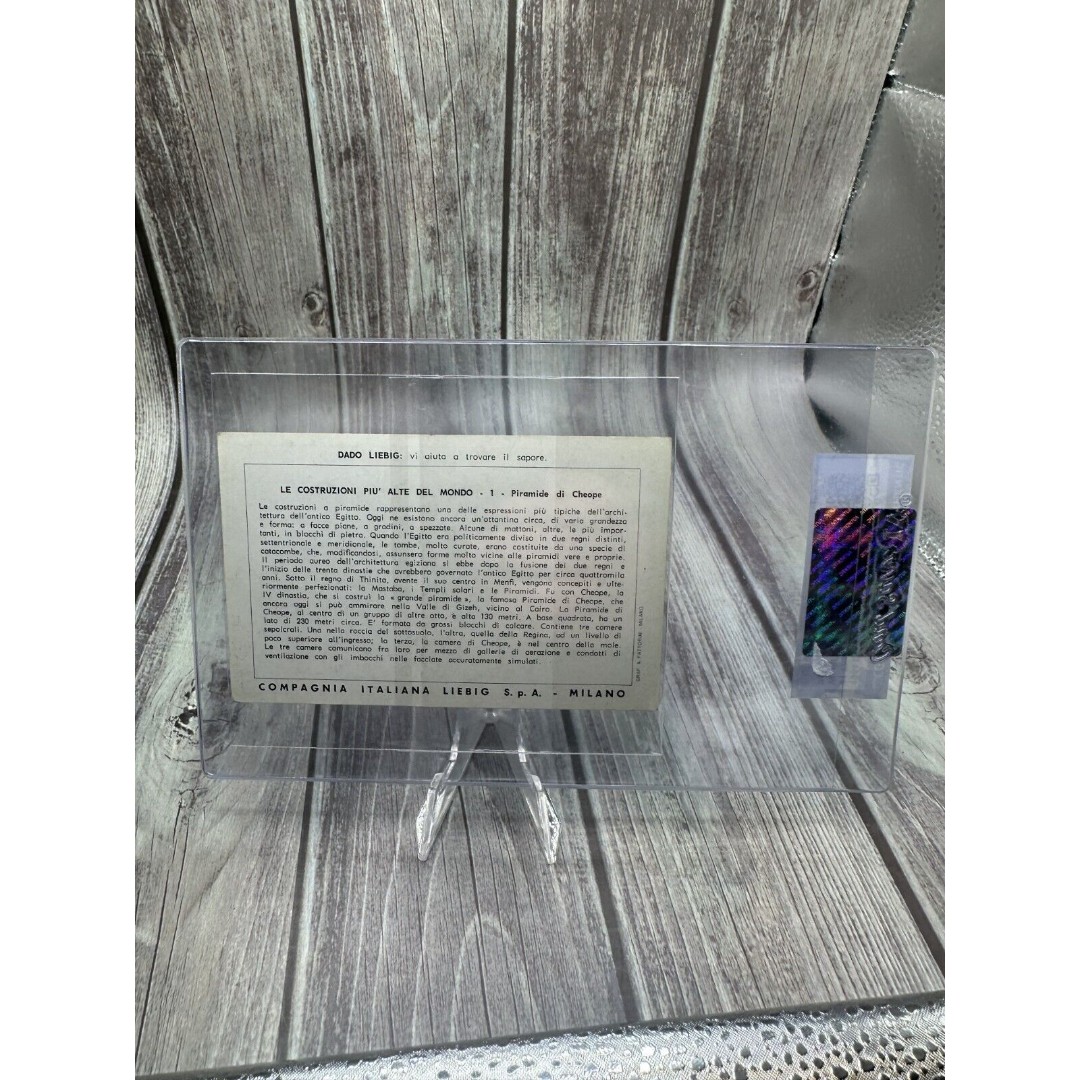 DADO LIEBIG: vi aiuta a trovare il sapore.
LE COSTRUZIONI PIU' ALTE DEL MONDO - 1 - Piramide di Cheope
Le costruzioni a piramide rappresentano una delle espressioni più tipiche dell'archi-
tettura dell'antico Egitto. Oggi ne esistono ancora un'ottantina circa, di varia grandezza
e forma: a facce piane, a gradini, a spezzate. Alcune di mattoni, altre, le più impor-
tanti, in blocchi di pietra. Quando l'Egitto era politicamente diviso in due regni distinti,
settentrionale e meridionale, le tombe, molto curate, erano costituite da una specie di
catacombe, che, modificandosi, assunsero forme molto vicine alle piramidi vere e proprie.
Il periodo aureo dell'architettura egiziana si ebbe dopo la fusione dei due regni e
l'inizio delle trenta dinastie che avrebbero governato l'antico Egitto per circa quattromila
anni. Sotto il regno di Thinita, avente il suo centro in Menfi, vengono concepiti e ulte-
riormente perfezionati: la Mastaba, i Templi solari e le Piramidi. Fu con Cheope, la
IV dinastia, che si costruì la « grande piramide », la famosa Piramide di Cheope, che
ancora oggi si può ammirare nella Valle di Gizeh, vicino al Cairo. La Piramide di
Cheope, al centro di un gruppo di altre otto, è alta 130 metri. A base quadrata, ha un
lato di 230 metri circa. E' formata da grossi blocchi di calcare. Contiene tre camere
sepolcrali. Una nella roccia del sottosuolo, l'altra, quella della Regina, ad un livello di
poco superiore all'ingresso; la terza, la camera di Cheope, è nel centro della mole.
Le tre camere comunicano fra loro per mezzo di gallerie di aerazione e condotti di
ventilazione con gli imbocchi nelle facciate accuratamente simulati.
COMPAGNIA ITALIANA LIEBIG S. p. A. - MILANO